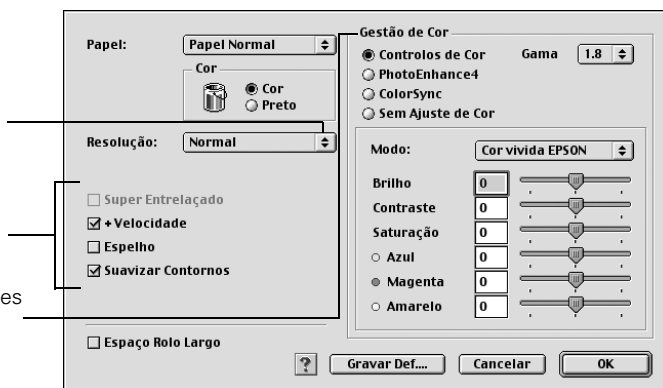 Papel: Papel Normal
Cor
Cor
Preto
Resolução: Normal
Super Entrelaçado
+Velocidade
Espelho
Suavizar Contornos
es
Espaço Rolo Largo
Gestão de Cor
Controlos de Cor Gama 1.8
PhotoEnhance4
ColorSync
Sem Ajuste de Cor
Modo: Cor vivida EPSON
Brilho 0
Contraste 0
Saturação 0
Azul 0
Magenta 0
Amarelo 0
? Gravar Def.... Cancelar OK